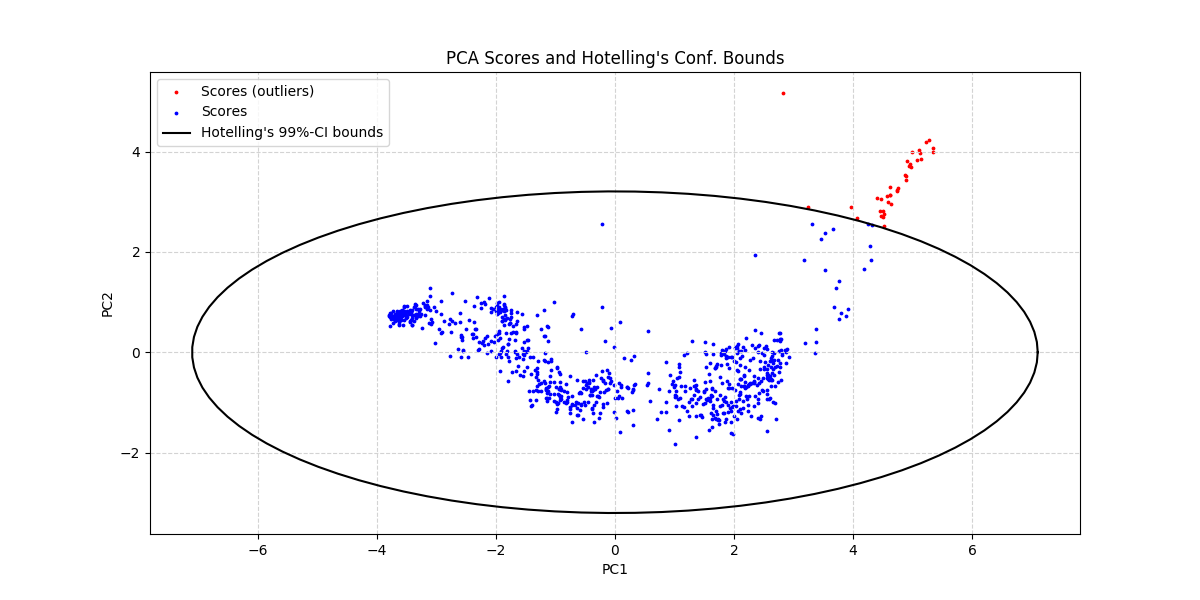 PCA Scores and Hotelling's Conf. Bounds
Scores (outliers)
Scores
Hotelling's 99%-CI bounds
PC2
4
2
0
−2
−6
−4
−2
0
2
4
6
PC1